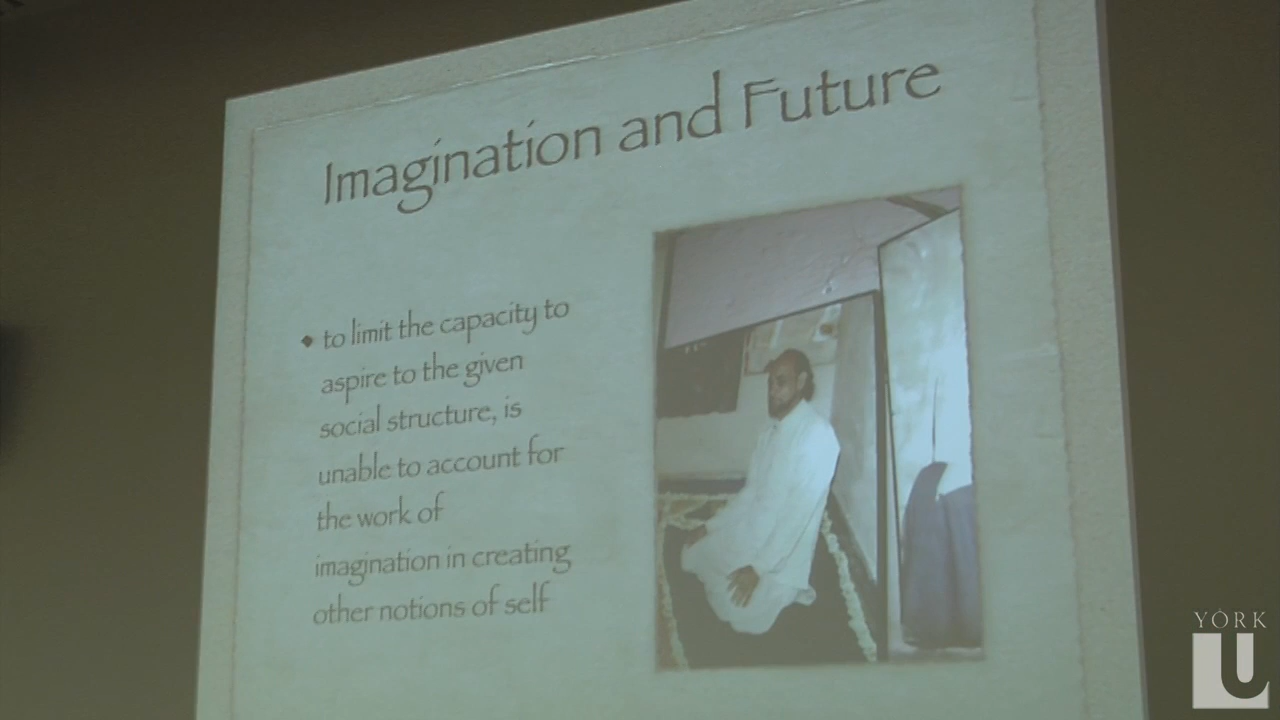 Imagination and Future
to limit the capacity to
aspire to the given
social structure, is
unable to account for
the work of
imagination in creating
other notions of self
YORK
U